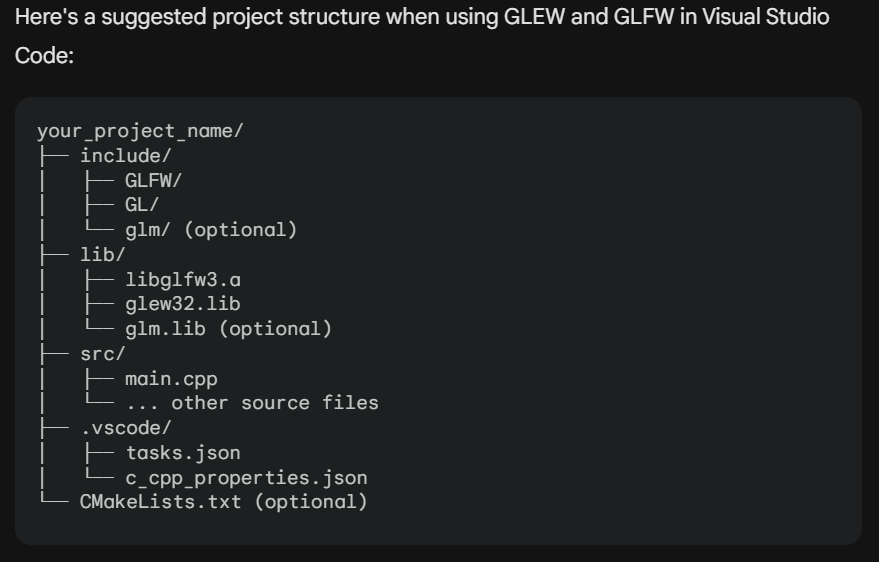 Here's a suggested project structure when using GLEW and GLFW in Visual Studio
Code:
your_project_name/
├── include/
│   ├── GLFW/
│   ├── GL/
│   └── glm/ (optional)
├── lib/
│   ├── libglfw3.a
│   ├── glew32.lib
│   └── glm.lib (optional)
├── src/
│   ├── main.cpp
│   └── ... other source files
├── .vscode/
│   ├── tasks.json
│   └── c_cpp_properties.json
└── CMakeLists.txt (optional)